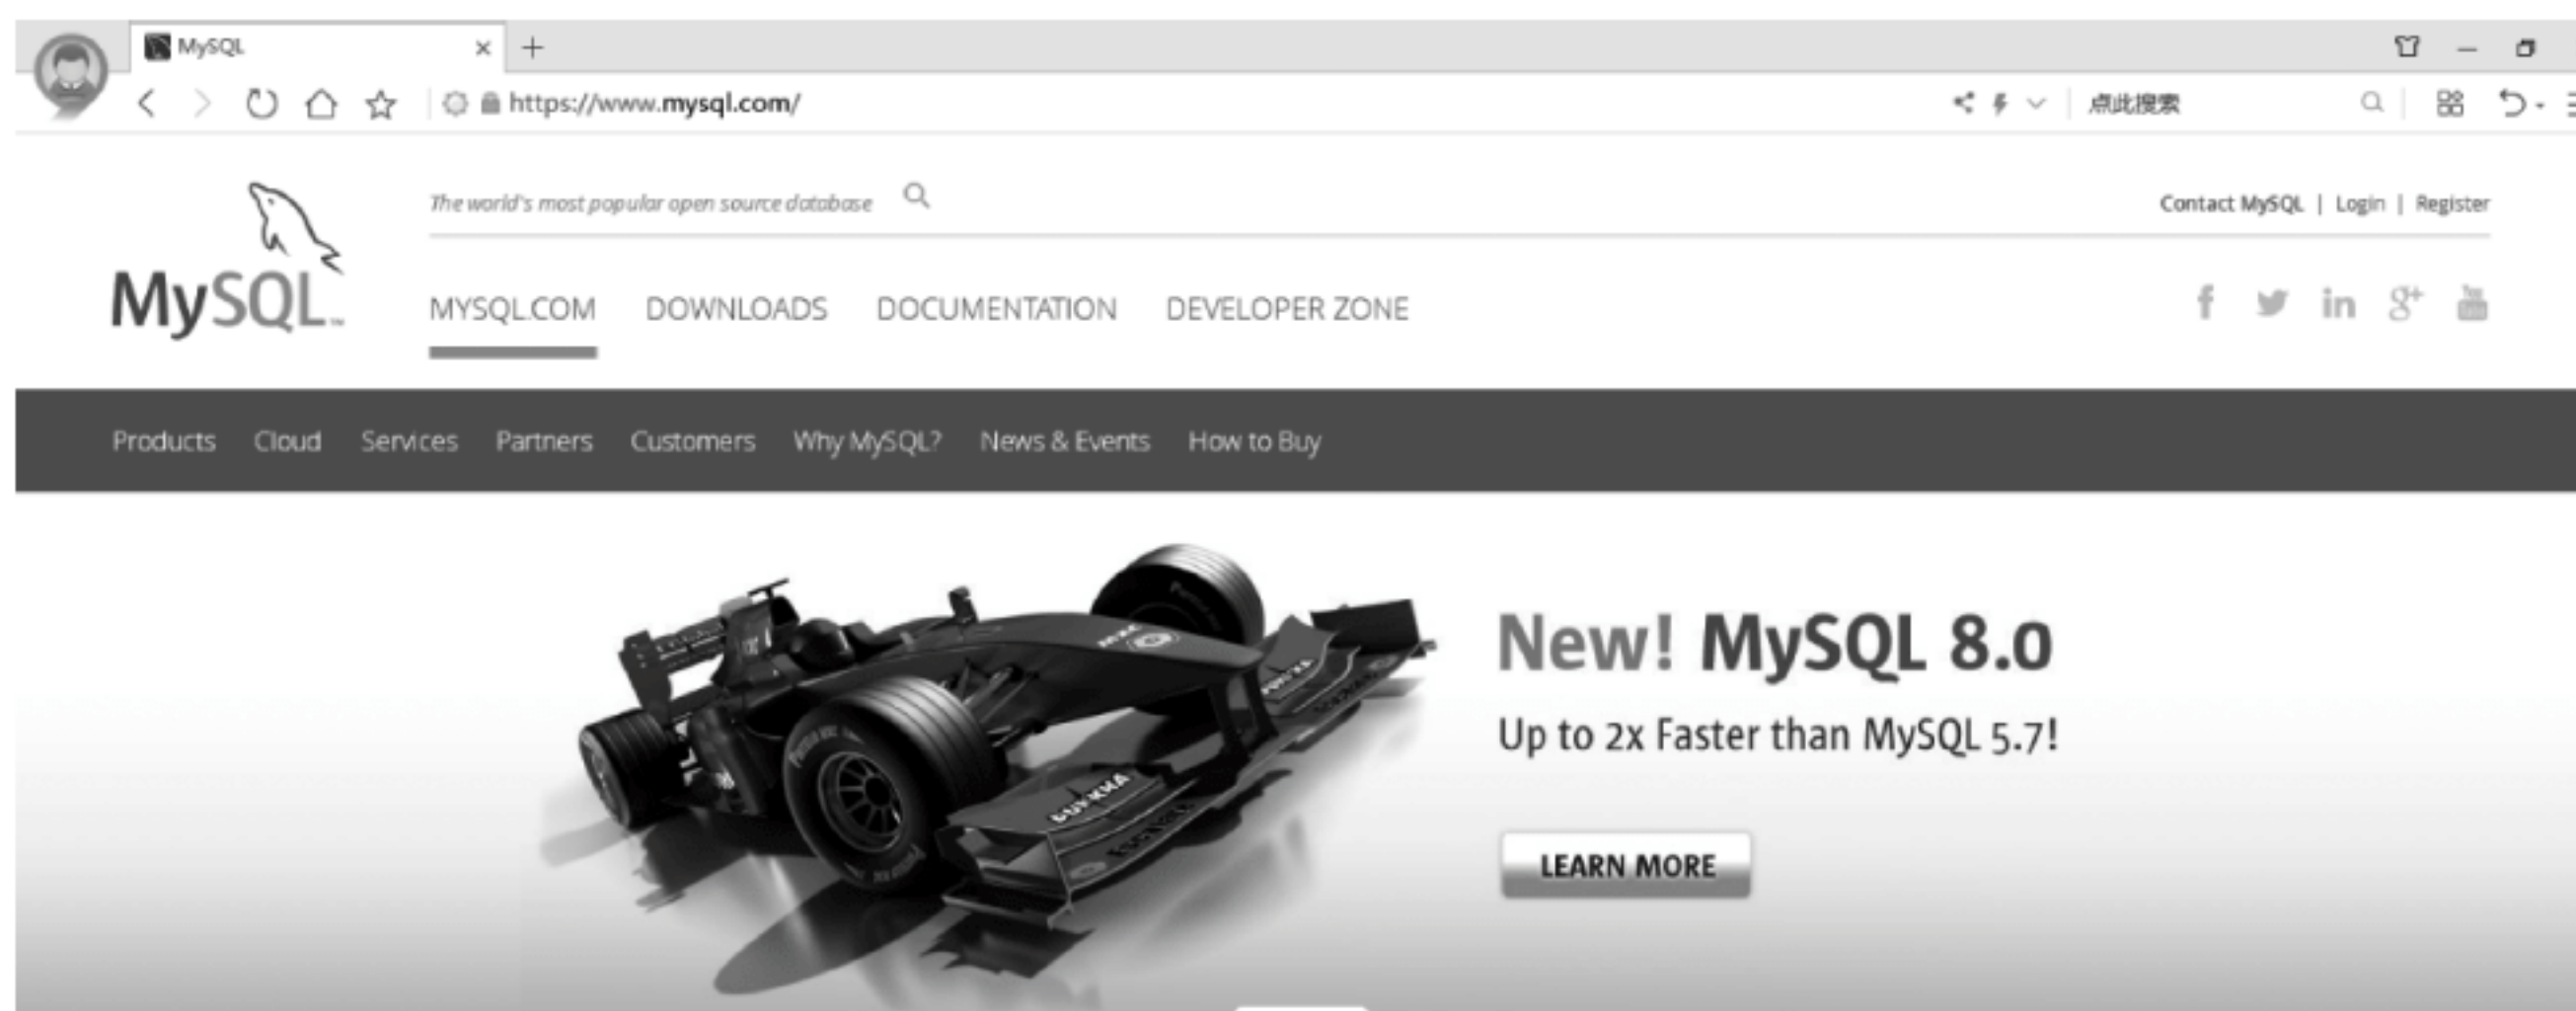 MySQL
https://www.mysql.com/
点此搜索
The world's most popular open source database
Contact MySQL | Login | Register
MySQL
MYSQL.COM DOWNLOADS DOCUMENTATION DEVELOPER ZONE
Products Cloud Services Partners Customers Why MySQL? News & Events How to Buy
New! MySQL 8.0
Up to 2x Faster than MySQL 5.7!
LEARN MORE